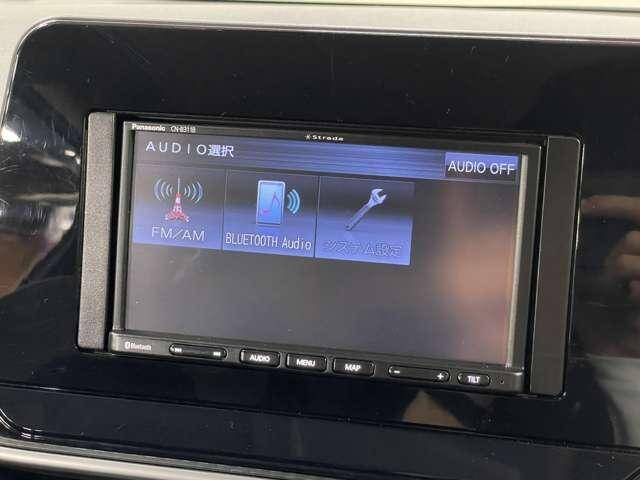 Panasonic CN-B311B
Strada
AUDIO選択
AUDIO OFF
FM/AM
BLUETOOTH Audio
システム設定
Bluetooth
AUDIO
MENU
MAP
- +
TILT